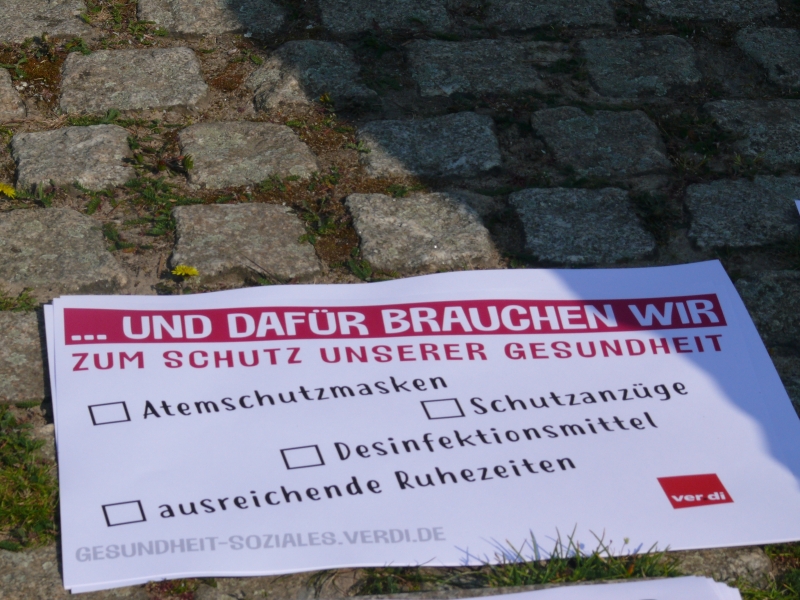 ... UND DAFÜR BRAUCHEN WIR
ZUM SCHUTZ UNSERER GESUNDHEIT
Atemschutzmasken
Schutzanzüge
Desinfektionsmittel
ausreichende Ruhezeiten
ver di
GESUNDHEIT-SOZIALES.VERDI.DE